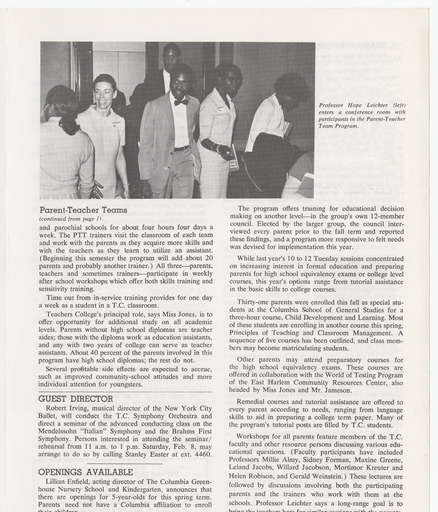 Professor Hope Leichter (left)
enters a conference room with
participants in the Parent-Teacher
Team Program.
Parent-Teacher Teams
(continued from page 1)
and parochial schools for about four hours four days a
week. The PTT trainers visit the classroom of each team
and work with the parents as they acquire more skills and
with the teachers as they learn to utilize an assistant.
(Beginning this semester the program will add about 20
parents and probably another trainer.) All three—parents,
teachers and sometimes trainers—participate in weekly
after school workshops which offer both skills training and
sensitivity training.
Time out from in-service training provides for one day
a week as a student in a T.C. classroom.
Teachers College's principal role, says Miss Jones, is to
offer opportunity for additional study on all academic
levels. Parents without high school diplomas are teacher
aides; those with the diploma work as education assistants,
and any with two years of college can serve as teacher
assistants. About 40 percent of the parents involved in this
program have high school diplomas; the rest do not.
Several profitable side effects are expected to accrue,
such as improved community-school attitudes and more
individual attention for youngsters.
GUEST DIRECTOR
Robert Irving, musical director of the New York City
Ballet, will conduct the T.C. Symphony Orchestra and
direct a seminar of the advanced conducting class on the
Mendelssohn "Italian" Symphony and the Brahms First
Symphony. Persons interested in attending the seminar/
rehearsal from 11 a.m. to 1 p.m. Saturday, Feb. 8, may
arrange to do so by calling Stanley Easter at ext. 4460.
OPENINGS AVAILABLE
Lillian Enfield, acting director of The Columbia Green-
house Nursery School and Kindergarten, announces that
there are openings for 5-year-olds for this spring term.
Parents need not have a Columbia affiliation to enroll
their children.
The program offers training for educational decision
making on another level—in the group's own 12-member
council. Elected by the larger group, the council inter-
viewed every parent prior to the fall term and reported
these findings, and a program more responsive to felt needs
was devised for implementation this year.
While last year's 10 to 12 Tuesday sessions concentrated
on increasing interest in formal education and preparing
parents for high school equivalency exams or college level
courses, this year's options range from tutorial assistance
in the basic skills to college courses.
Thirty-one parents were enrolled this fall as special stu-
dents at the Columbia School of General Studies for a
three-hour course, Child Development and Learning. Most
of these students are enrolling in another course this spring,
Principles of Teaching and Classroom Management. A
sequence of five courses has been outlined, and class mem-
bers may become matriculating students.
Other parents may attend preparatory courses for
the high school equivalency exams. These courses are
offered in collaboration with the World of Testing Program
of the East Harlem Community Resources Center, also
headed by Miss Jones and Mr. Jameson.
Remedial courses and tutorial assistance are offered to
every parent according to needs, ranging from language
skills to aid in preparing a college term paper. Many of
the program's tutorial posts are filled by T.C. students.
Workshops for all parents feature members of the T.C.
faculty and other resource persons discussing various edu-
cational questions. (Faculty participants have included
Professors Millie Almy, Sidney Forman, Maxine Greene,
Leland Jacobs, Willard Jacobson, Mortimor Kreuter and
Helen Robison, and Gerald Weinstein.) These lectures are
followed by discussions involving both the participating
parents and the trainers who work with them at the
schools. Professor Leichter says a long-range goal is to